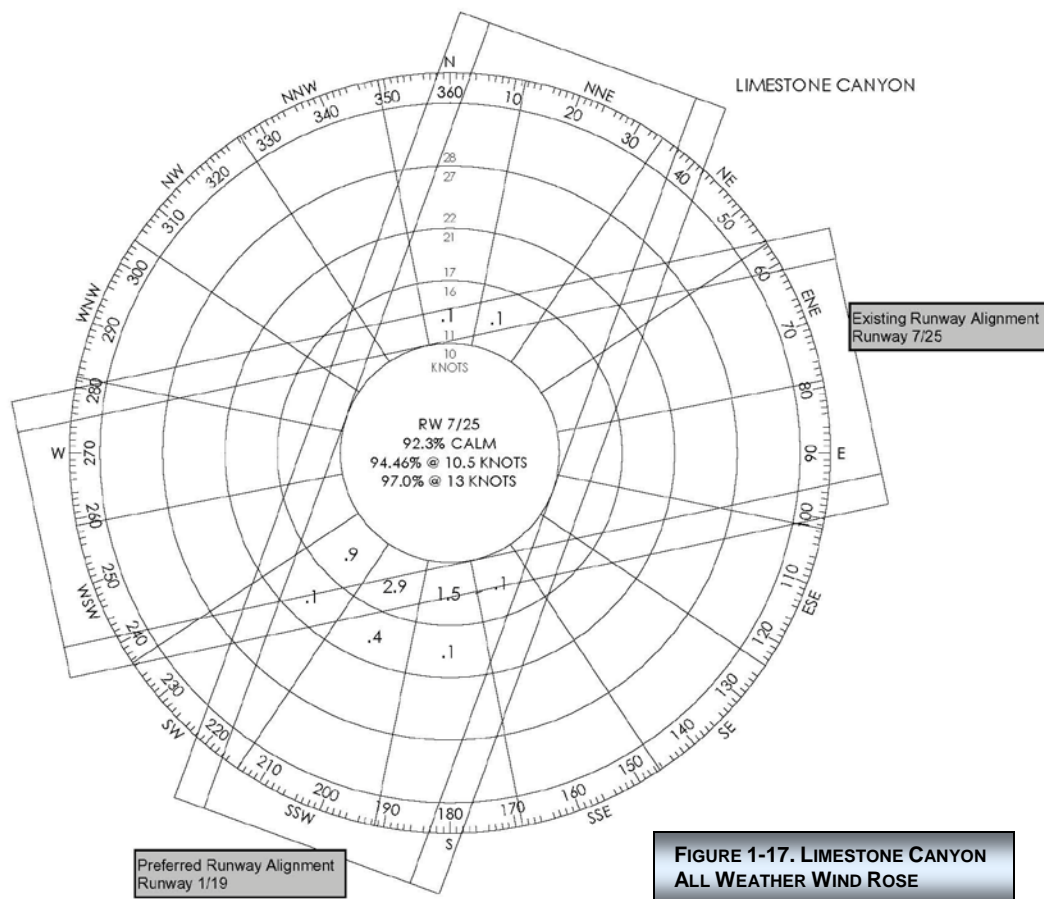 LIMESTONE CANYON
N
NNE
NE
ENE
E
ESE
SE
SSE
S
SSW
SW
WSW
W
WNW
NW
NNW
360
10
20
30
40
50
60
70
80
90
100
110
120
130
140
150
160
170
180
190
200
210
220
230
240
250
260
270
280
290
300
310
320
330
340
350
28
27
22
21
17
16
.1
.1
11
10
KNOTS
RW 7/25
92.3% CALM
94.46% @ 10.5 KNOTS
97.0% @ 13 KNOTS
.9
2.9
1.5
.1
.1
.4
.1
Existing Runway Alignment
Runway 7/25
Preferred Runway Alignment
Runway 1/19
FIGURE 1-17. LIMESTONE CANYON
ALL WEATHER WIND ROSE